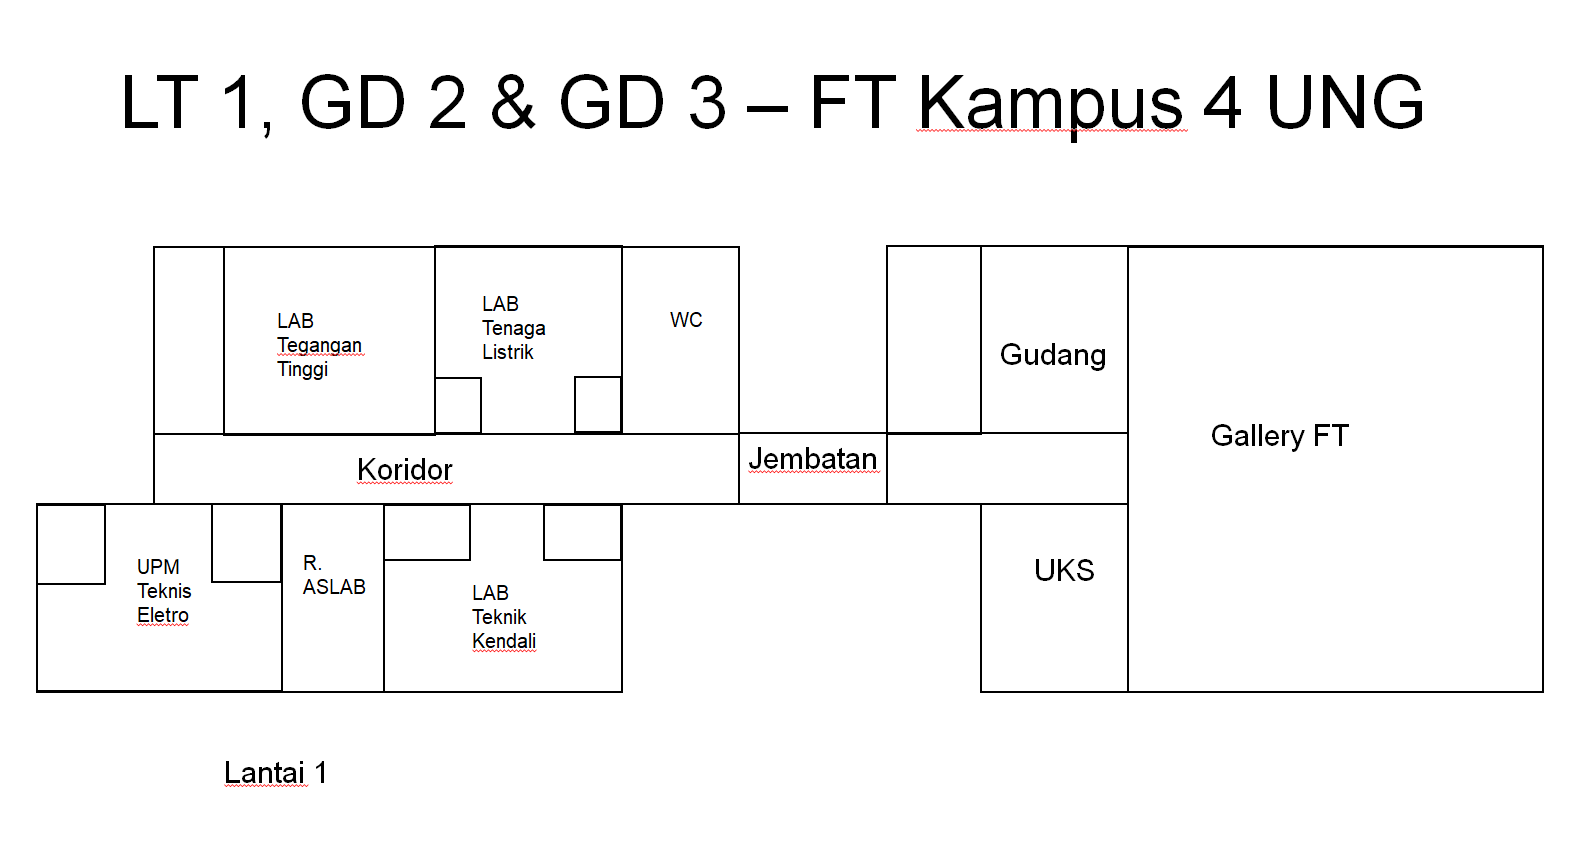 LT 1, GD 2 & GD 3 – FT Kampus 4 UNG
LAB
Tegangan
Tinggi
LAB
Tenaga
Listrik
WC
Gudang
Gallery FT
Koridor
Jembatan
UPM
Teknis
Eletro
R.
ASLAB
LAB
Teknik
Kendali
UKS
Lantai 1